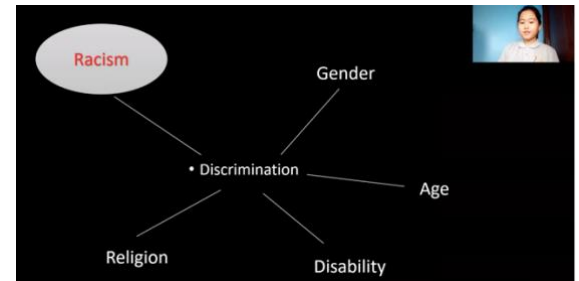 Racism
Gender
• Discrimination
Age
Religion
Disability